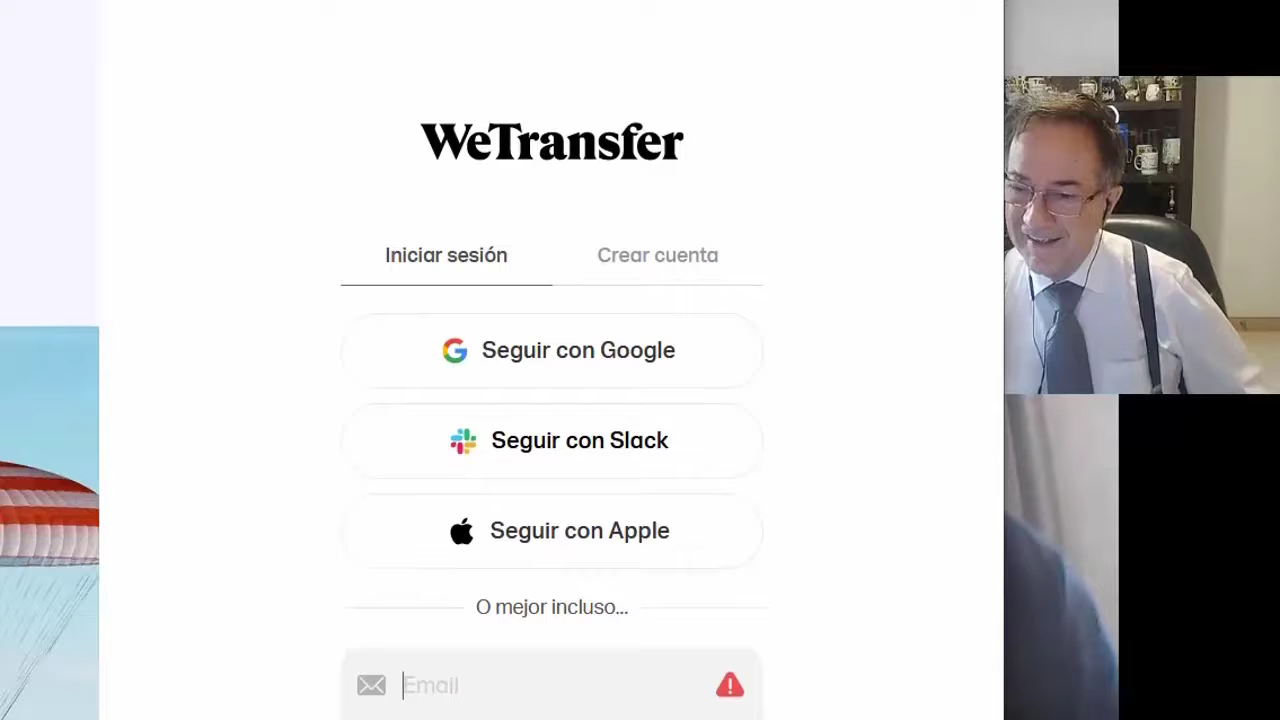 WeTransfer
Iniciar sesión
Crear cuenta
Seguir con Google
Seguir con Slack
Seguir con Apple
O mejor incluso...
Email